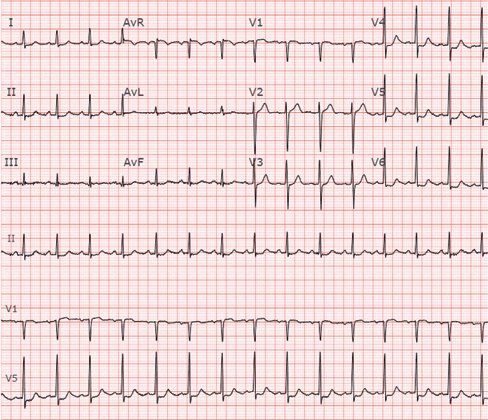 I AvR V1 V4
II AvL V2 V5
III AvF V3 V6
II
V1
V5